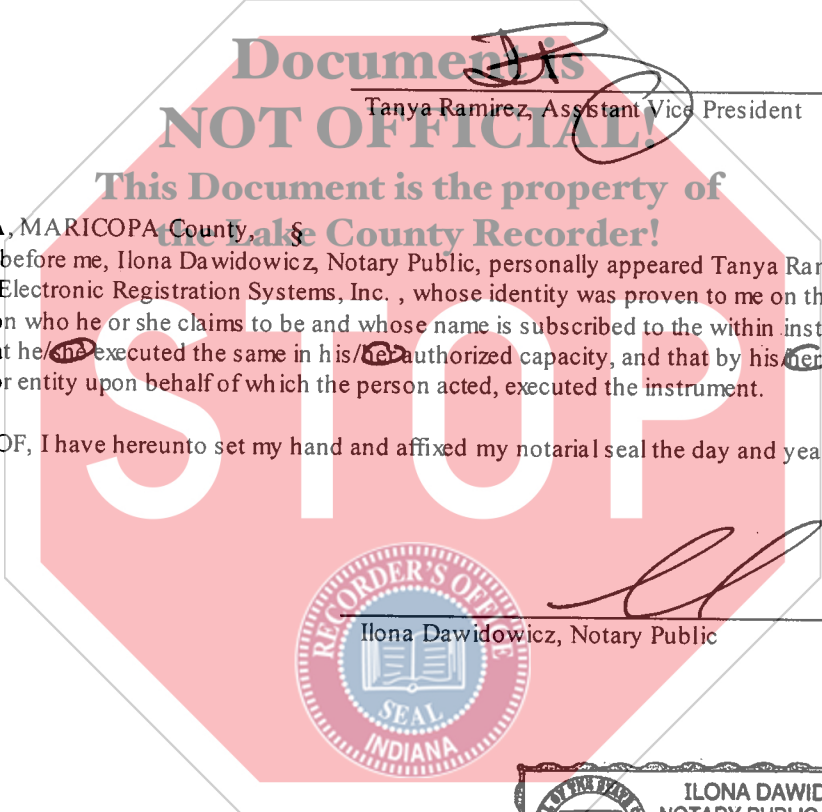 Document is
Tanya Ramirez, Assistant Vice President
NOT OFFICIAL!
This Document is the property of
the Lake County Recorder!
, MARICOPA County, §
before me, Ilona Dawidowicz, Notary Public, personally appeared Tanya Ram
Electronic Registration Systems, Inc. , whose identity was proven to me on th
n who he or she claims to be and whose name is subscribed to the within inst
t he/she executed the same in his/her authorized capacity, and that by his/her
r entity upon behalf of which the person acted, executed the instrument.
OF, I have hereunto set my hand and affixed my notarial seal the day and yea
STOP
Ilona Dawidowicz, Notary Public
RECORDER'S OFFICE
SEAL
INDIANA
ILONA DAWID
NOTARY PUBLIC